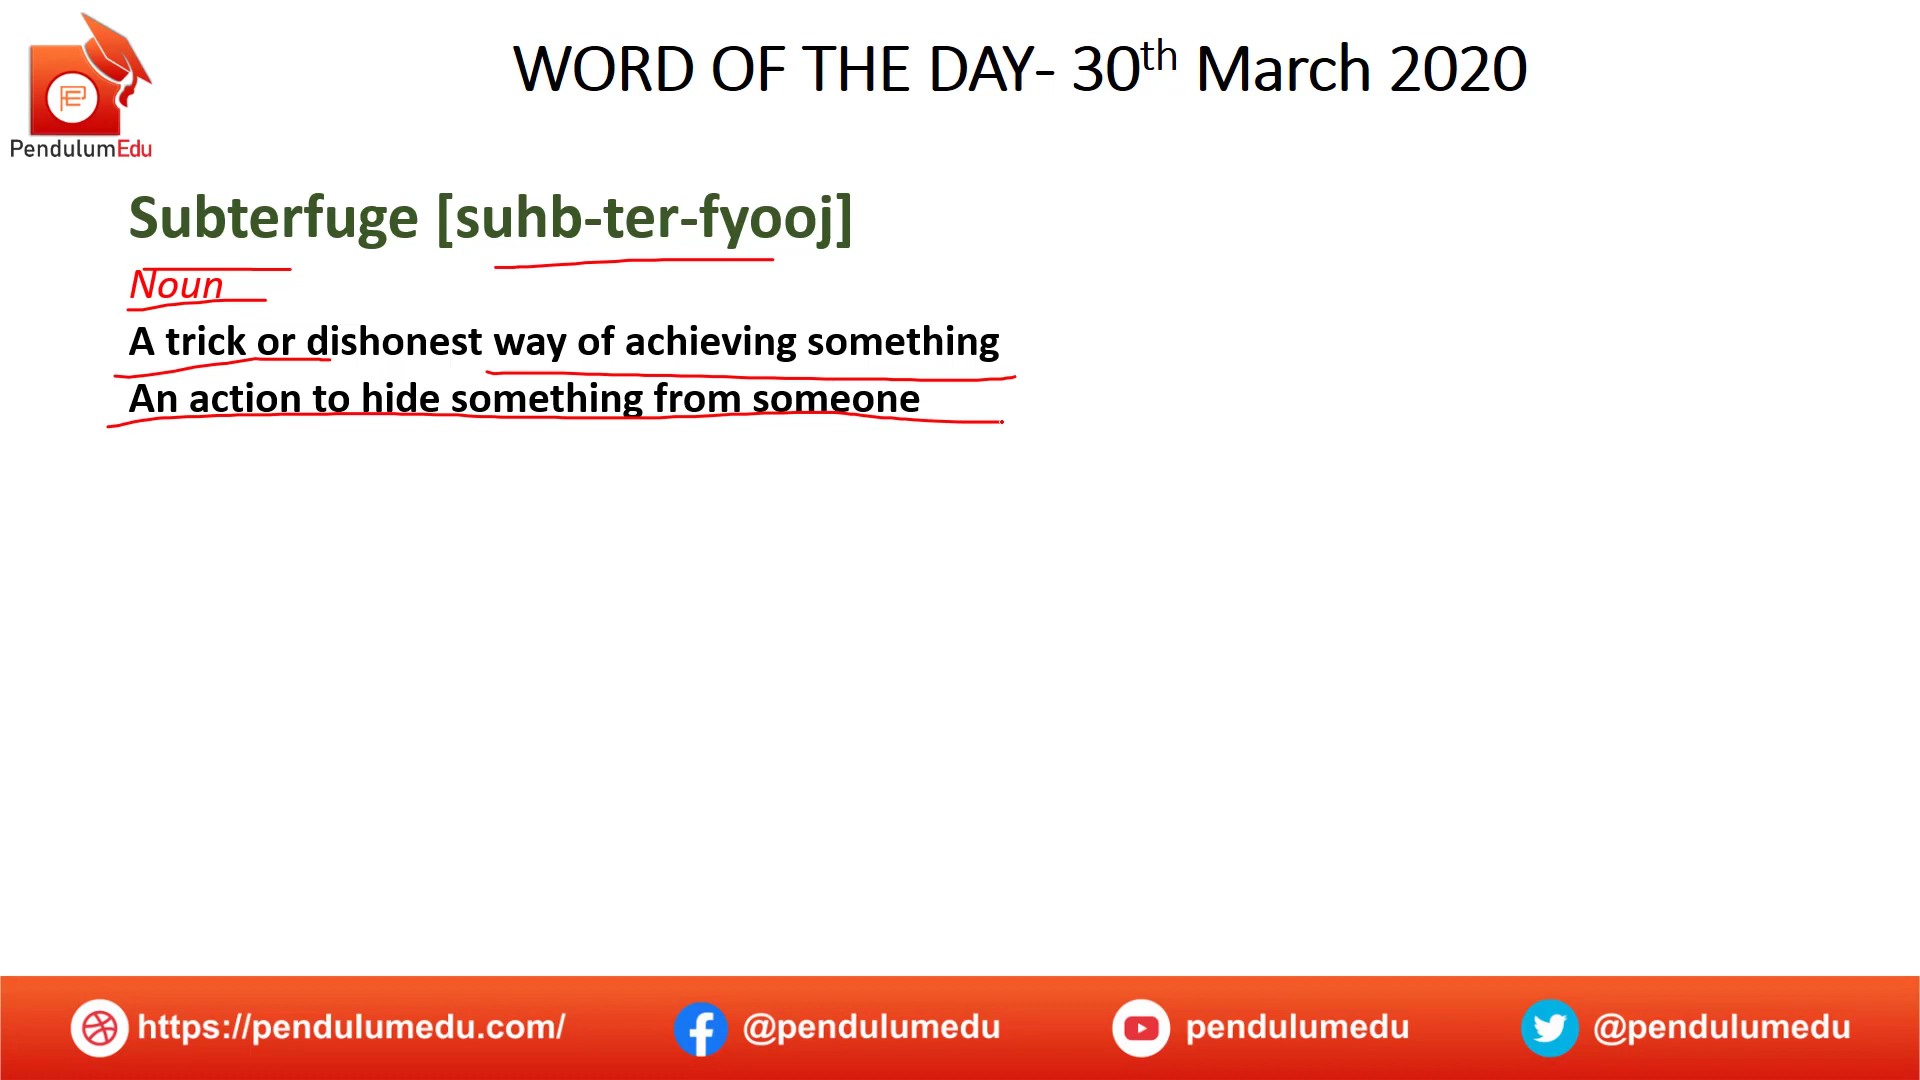 WORD OF THE DAY- 30th March 2020
PendulumEdu
Subterfuge [suhb-ter-fyooj]
Noun
A trick or dishonest way of achieving something
An action to hide something from someone
https://pendulumedu.com/ @pendulumedu pendulumedu @pendulumedu